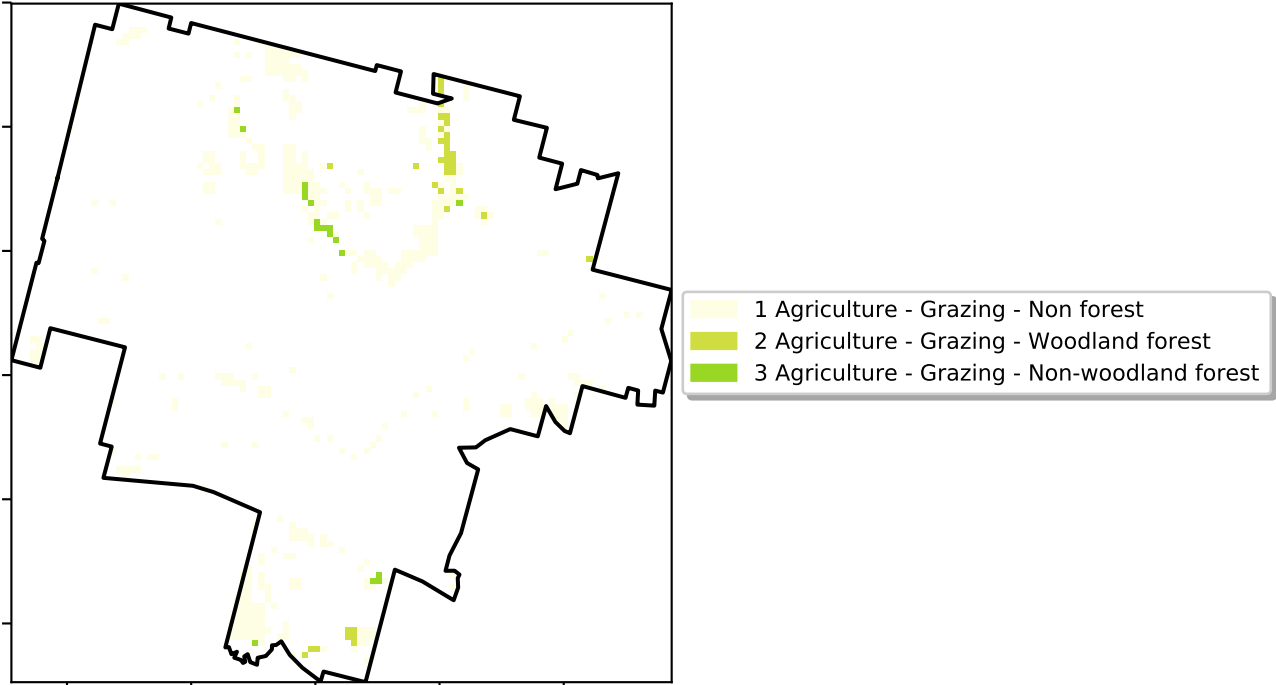 1 Agriculture - Grazing - Non forest
2 Agriculture - Grazing - Woodland forest
3 Agriculture - Grazing - Non-woodland forest